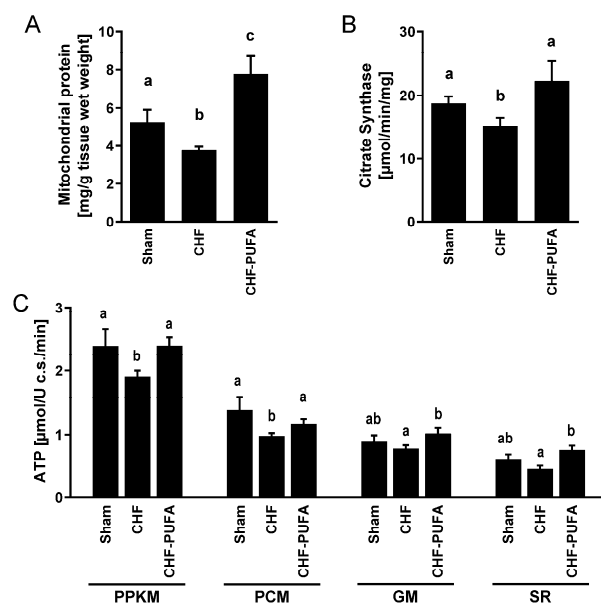 A
Mitochondrial protein
[mg/g tissue wet weight]
10
8
6
4
2
0
a
b
c
Sham
CHF
CHF-PUFA
B
Citrate Synthase
[µmol/min/mg]
30
20
10
0
a
b
a
Sham
CHF
CHF-PUFA
C
ATP [µmol/U c.s./min]
3
2
1
0
a
b
a
a
b
a
ab
a
b
ab
a
b
Sham
CHF
CHF-PUFA
Sham
CHF
CHF-PUFA
Sham
CHF
CHF-PUFA
Sham
CHF
CHF-PUFA
PPKM
PCM
GM
SR